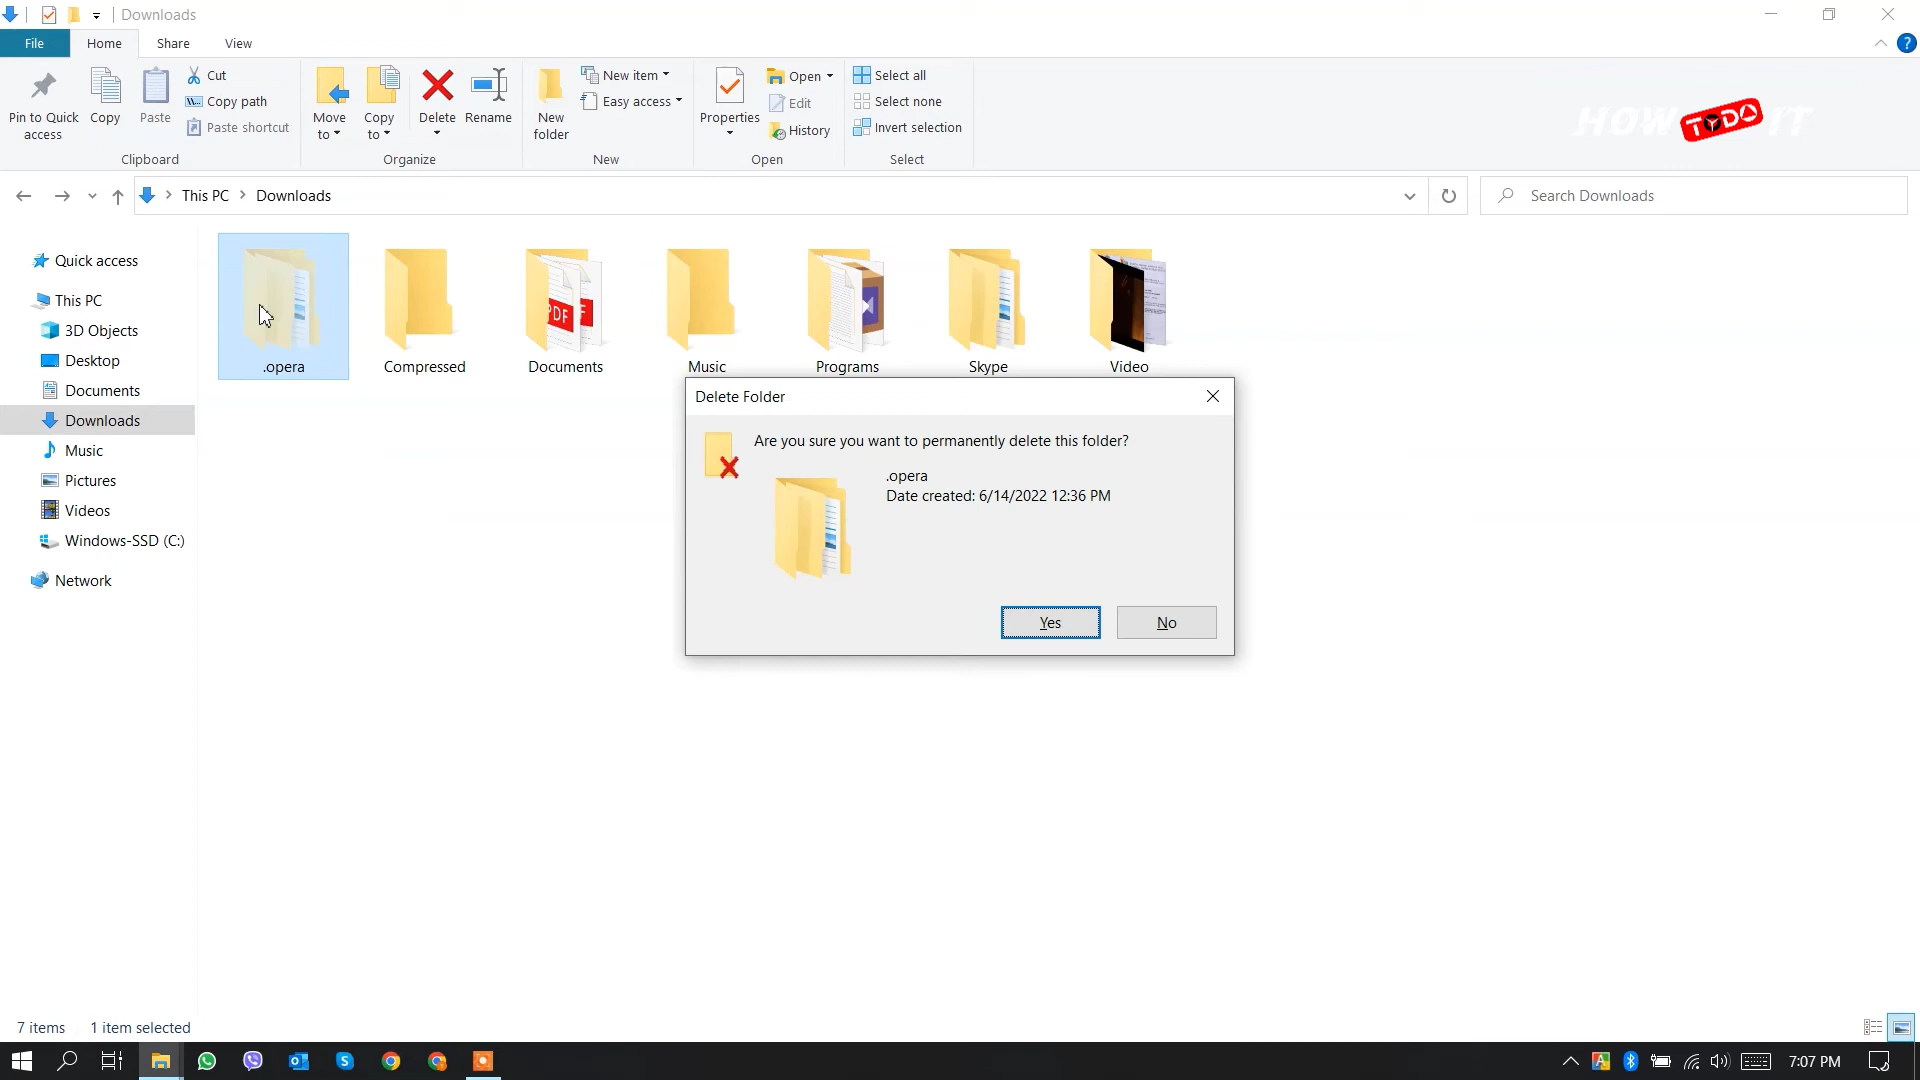 Downloads
File Home Share View
Pin to Quick access
Copy
Paste
Cut
Copy path
Paste shortcut
Clipboard
Move to
Copy to
Delete
Rename
Organize
New folder
New item
Easy access
New
Properties
Open
Edit
History
Open
Select all
Select none
Invert selection
Select
HOW TODO IT
This PC Downloads
Search Downloads
Quick access
This PC
3D Objects
Desktop
Documents
Downloads
Music
Pictures
Videos
Windows-SSD (C:)
Network
.opera
Compressed
PDF
Documents
Music
Programs
Skype
Video
Delete Folder
Are you sure you want to permanently delete this folder?
.opera
Date created: 6/14/2022 12:36 PM
Yes No
7 items 1 item selected
7:07 PM